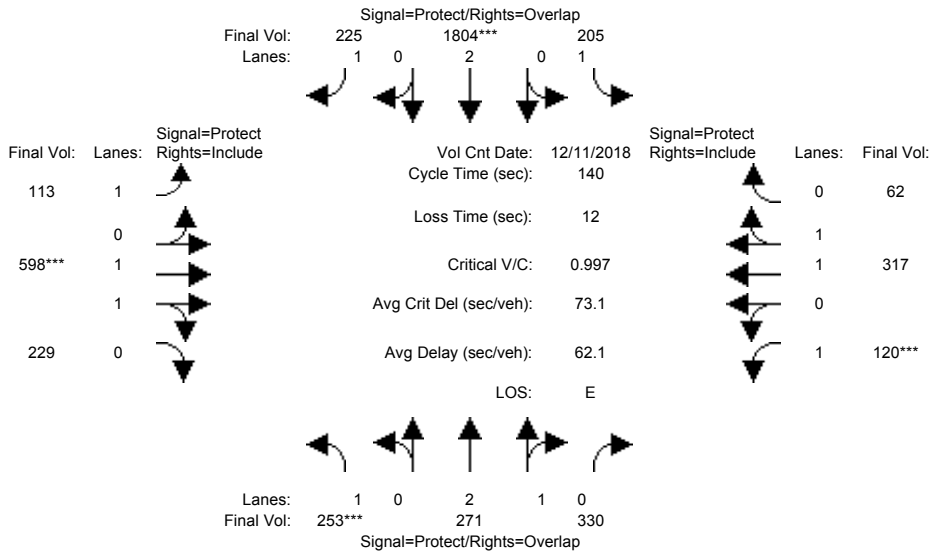 Signal=Protect/Rights=Overlap
Final Vol: 225 1804*** 205
Lanes: 1 0 2 0 1
Signal=Protect Signal=Protect
Final Vol: Lanes: Rights=Include Vol Cnt Date: 12/11/2018 Rights=Include Lanes: Final Vol:
Cycle Time (sec): 140
113 1 0 62
Loss Time (sec): 12
0 1
598*** 1 Critical V/C: 0.997 1 317
1 Avg Crit Del (sec/veh): 73.1 0
229 0 Avg Delay (sec/veh): 62.1 1 120***
LOS: E
Lanes: 1 0 2 1 0
Final Vol: 253*** 271 330
Signal=Protect/Rights=Overlap